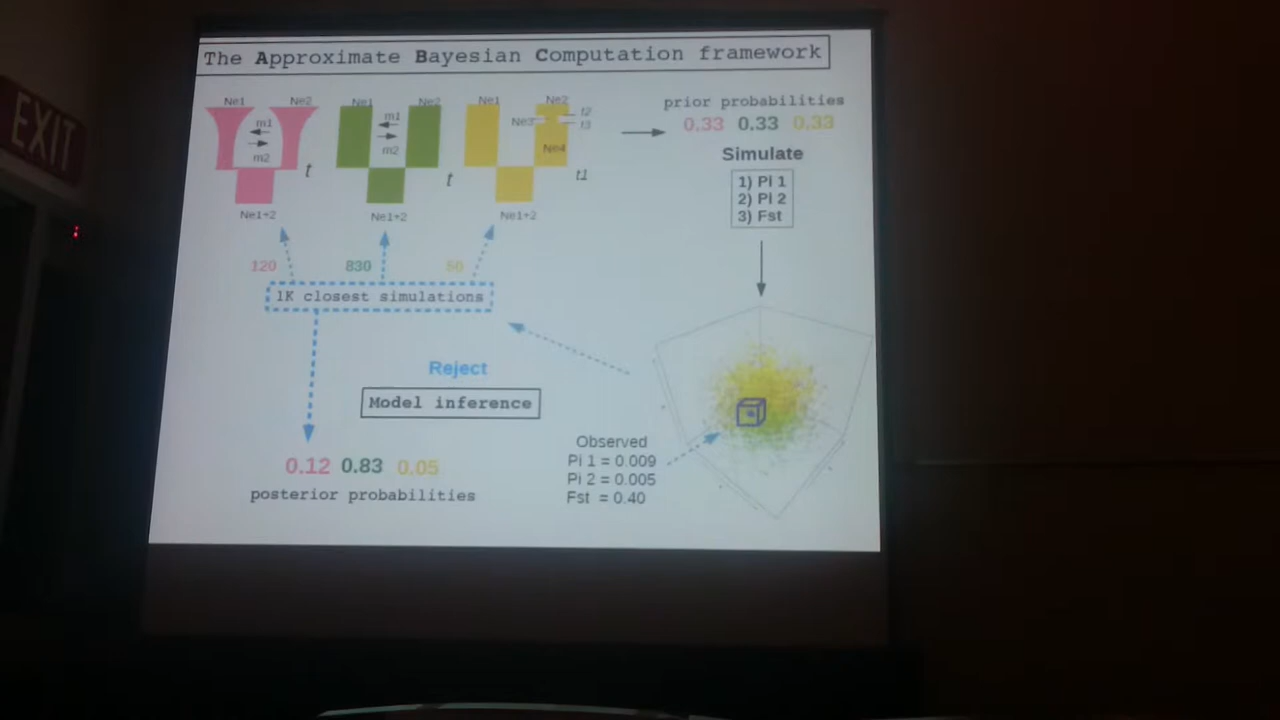 The Approximate Bayesian Computation framework
Ne1 Ne2
m1
m2
t
Ne1+2
Ne1 Ne2
m1
m2
t
Ne1+2
Ne1 Ne2
Ne3
t2
t3
Ne4
t1
Ne1+2
prior probabilities
0.33 0.33 0.33
Simulate
1) Pi 1
2) Pi 2
3) Fst
120 830 50
1K closest simulations
Reject
Model inference
Observed
Pi 1 = 0.009
Pi 2 = 0.005
Fst = 0.40
0.12 0.83 0.05
posterior probabilities
EXIT